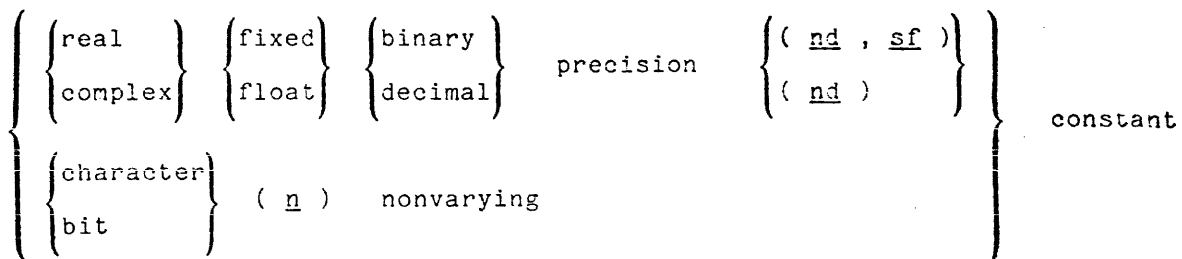 real fixed binary ( nd , sf )
precision
complex float decimal ( nd )
constant
character
( n ) nonvarying
bit